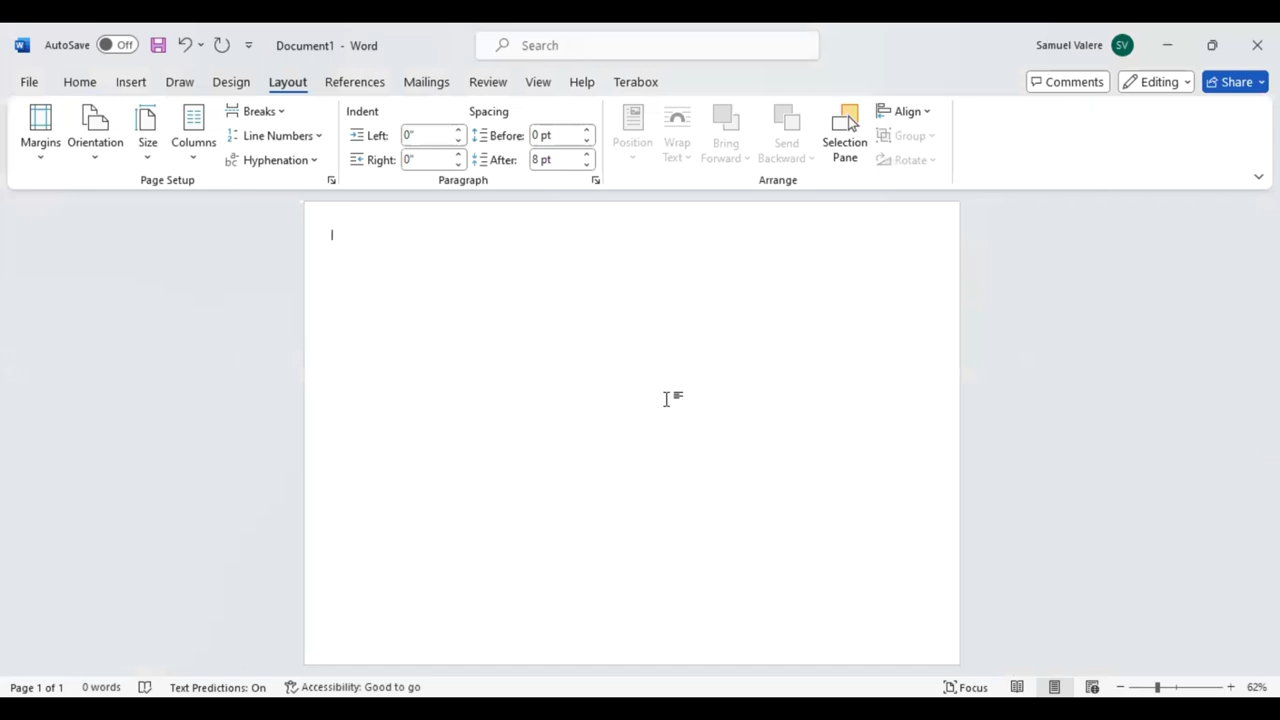 AutoSave Off Document1 - Word Search Samuel Valere SV
File Home Insert Draw Design Layout References Mailings Review View Help Terabox Comments Editing Share
Margins Orientation Size Columns
Breaks
Line Numbers
Hyphenation
Page Setup
Indent Spacing
Left: 0" Before: 0 pt
Right: 0" After: 8 pt
Paragraph
Position Wrap Text Bring Forward Send Backward Selection Pane
Align
Group
Rotate
Arrange
Page 1 of 1 0 words Text Predictions: On Accessibility: Good to go Focus 62%